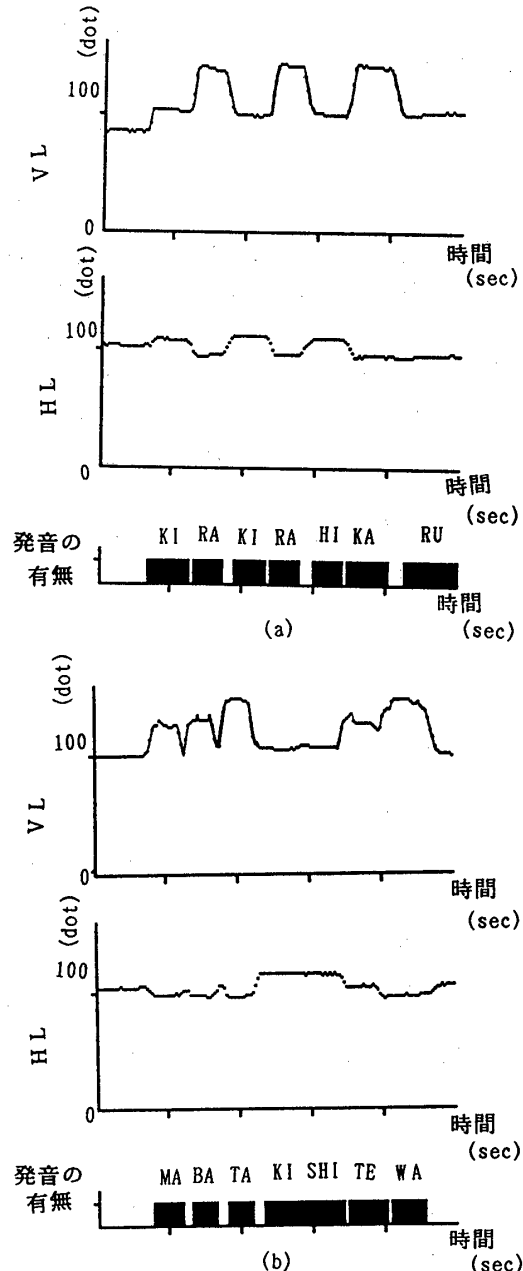 (dot)
100
VL
0
時間
(sec)
(dot)
100
HL
0
時間
(sec)
発音の
有無
KI RA KI RA HI KA RU
時間
(sec)
(a)
(dot)
100
VL
0
時間
(sec)
(dot)
100
HL
0
時間
(sec)
発音の
有無
MA BA TA KI SHI TE WA
時間
(sec)
(b)